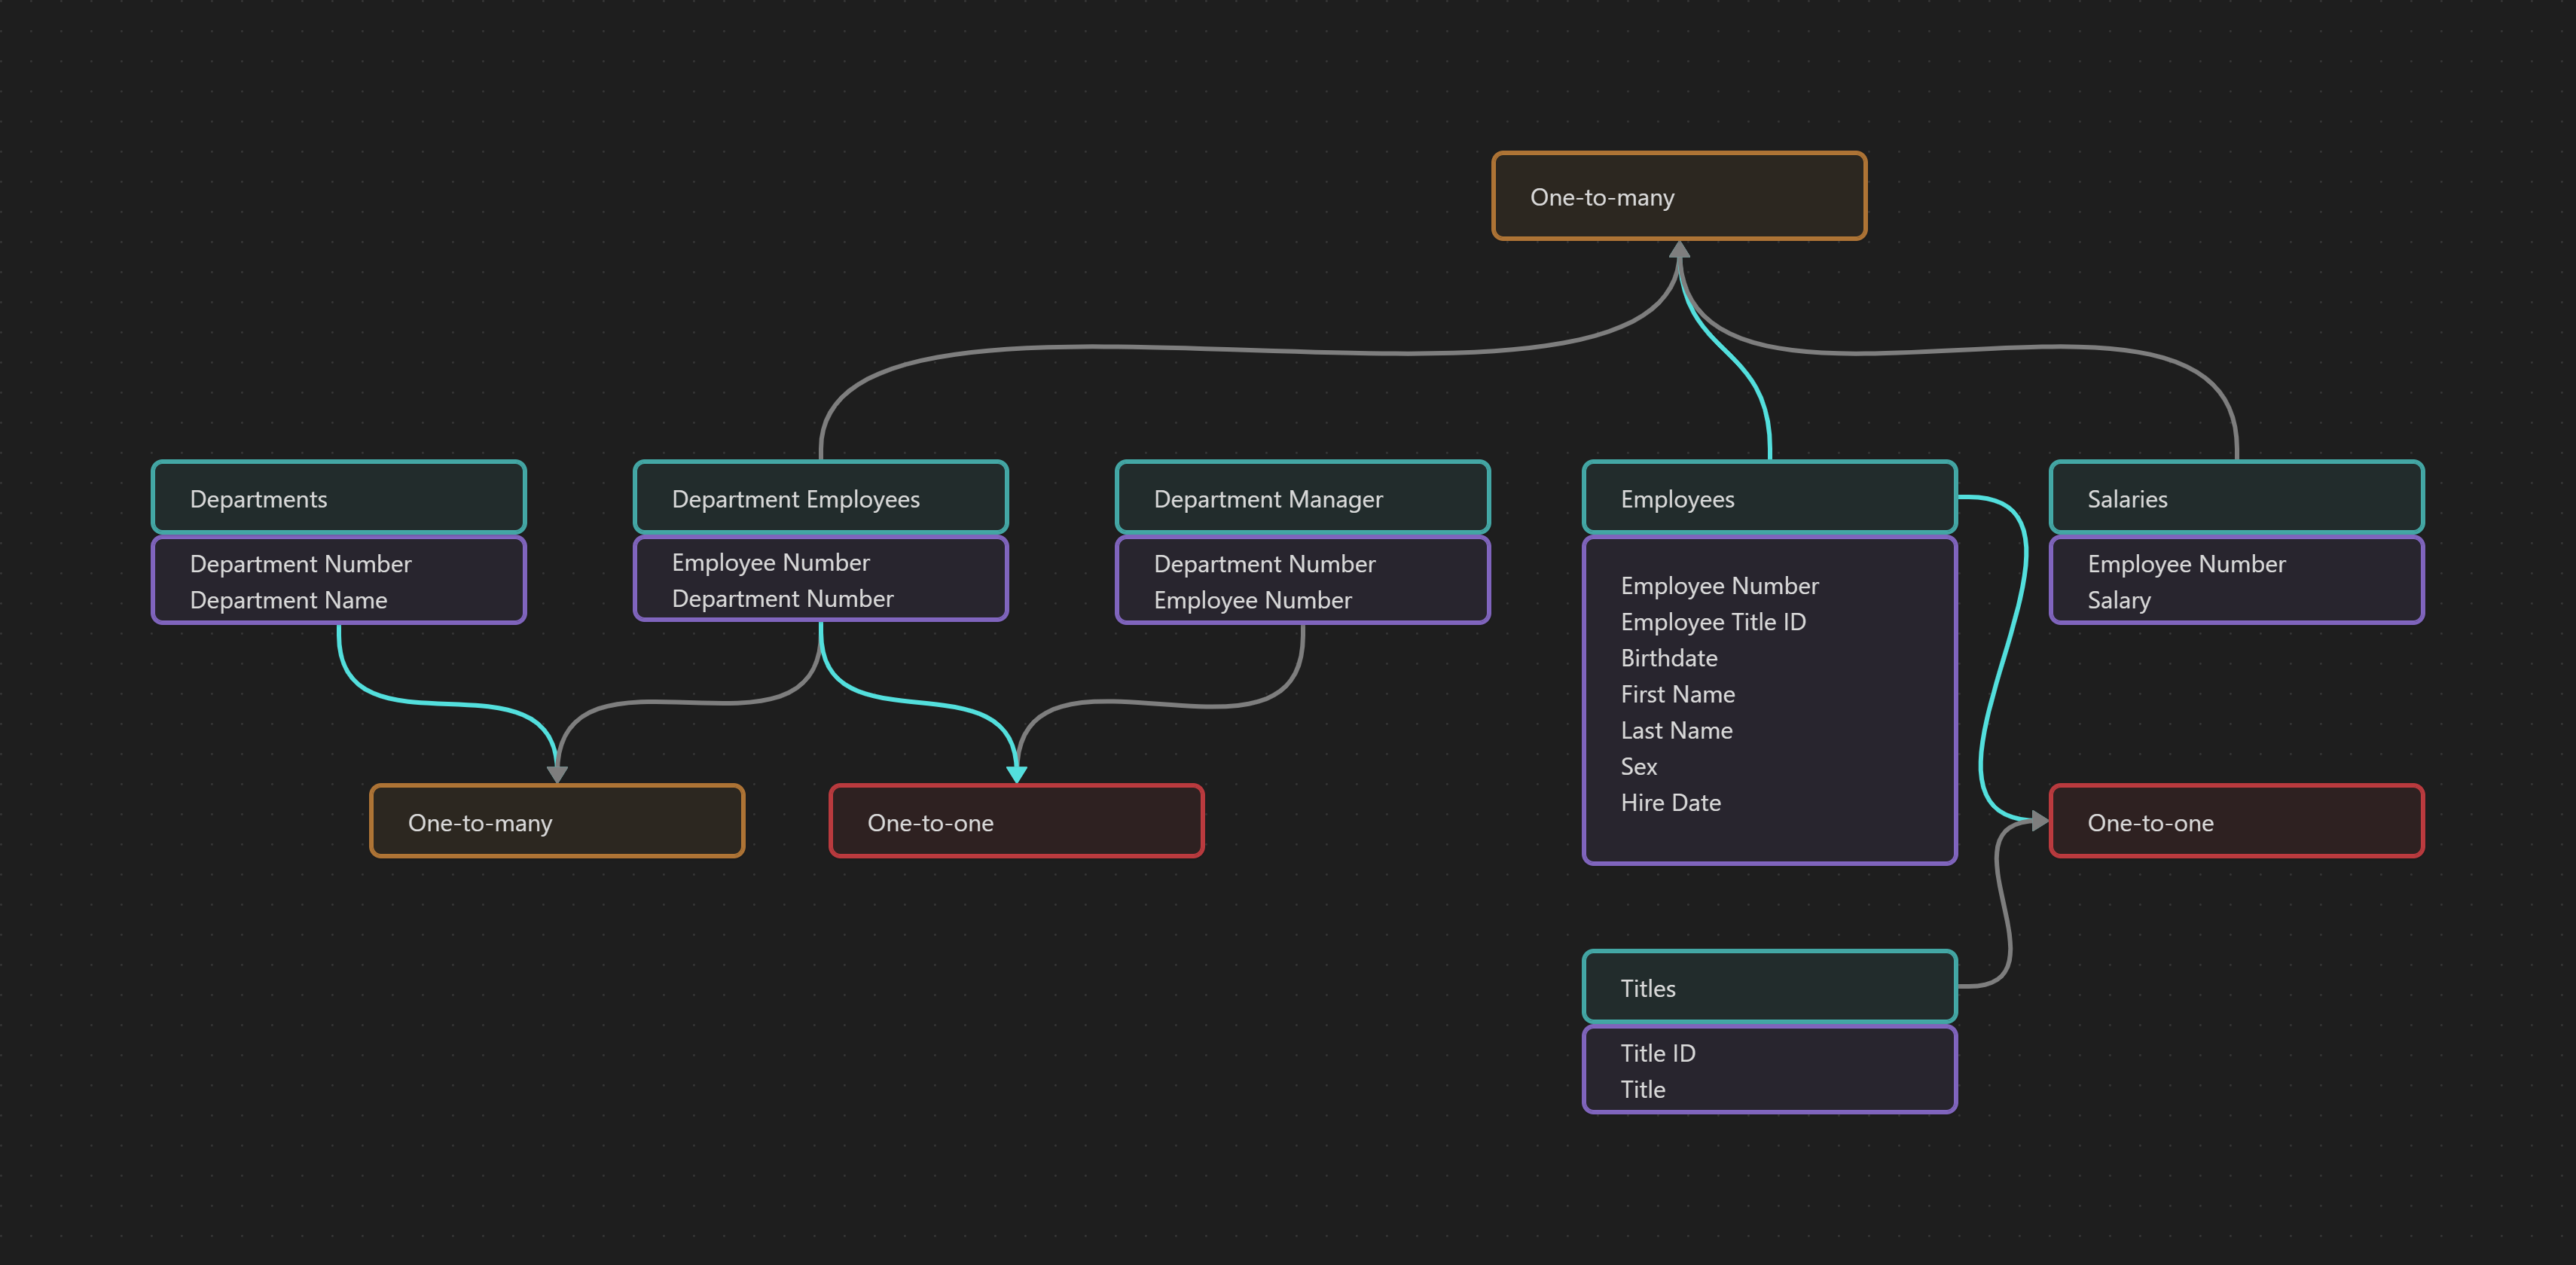 One-to-many
Departments
Department Number
Department Name
Department Employees
Employee Number
Department Number
Department Manager
Department Number
Employee Number
Employees
Employee Number
Employee Title ID
Birthdate
First Name
Last Name
Sex
Hire Date
Salaries
Employee Number
Salary
One-to-many
One-to-one
One-to-one
Titles
Title ID
Title